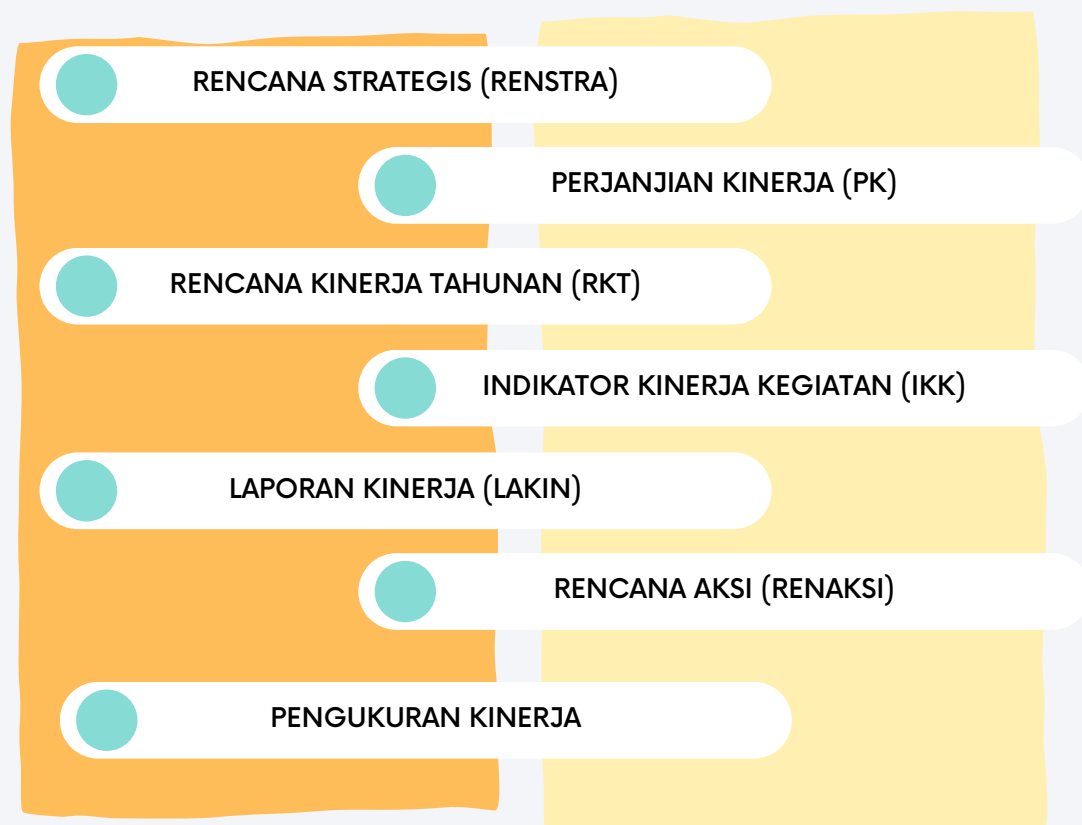 RENCANA STRATEGIS (RENSTRA)
PERJANJIAN KINERJA (PK)
RENCANA KINERJA TAHUNAN (RKT)
INDIKATOR KINERJA KEGIATAN (IKK)
LAPORAN KINERJA (LAKIN)
RENCANA AKSI (RENAKSI)
PENGUKURAN KINERJA